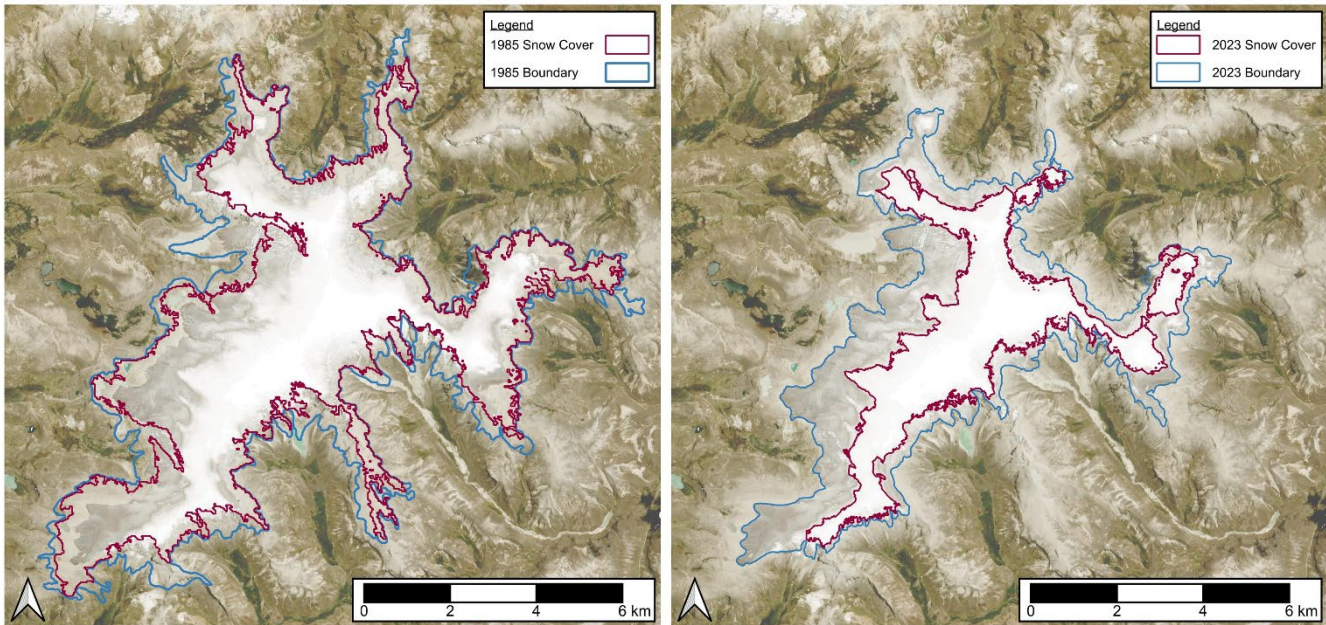 Legend
1985 Snow Cover
1985 Boundary
0 2 4 6 km
Legend
2023 Snow Cover
2023 Boundary
0 2 4 6 km